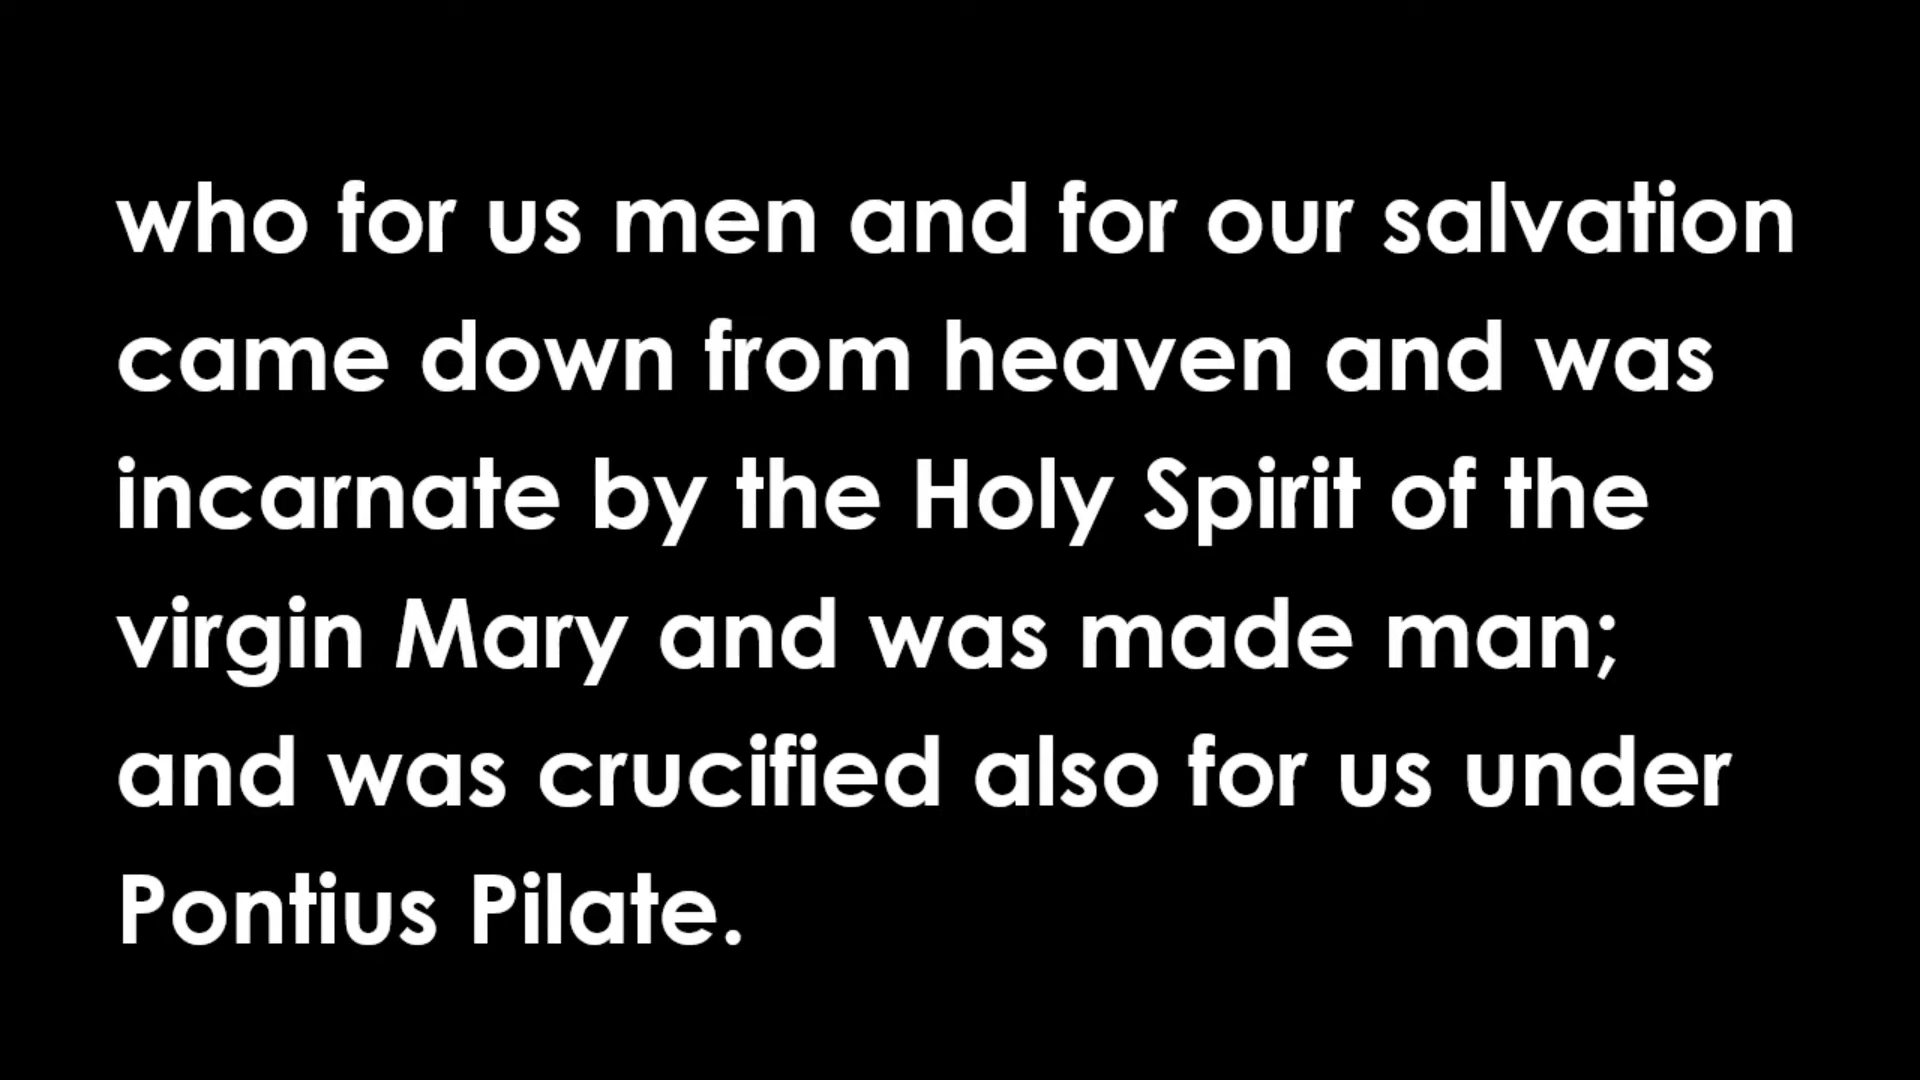 who for us men and for our salvation
came down from heaven and was
incarnate by the Holy Spirit of the
virgin Mary and was made man;
and was crucified also for us under
Pontius Pilate.